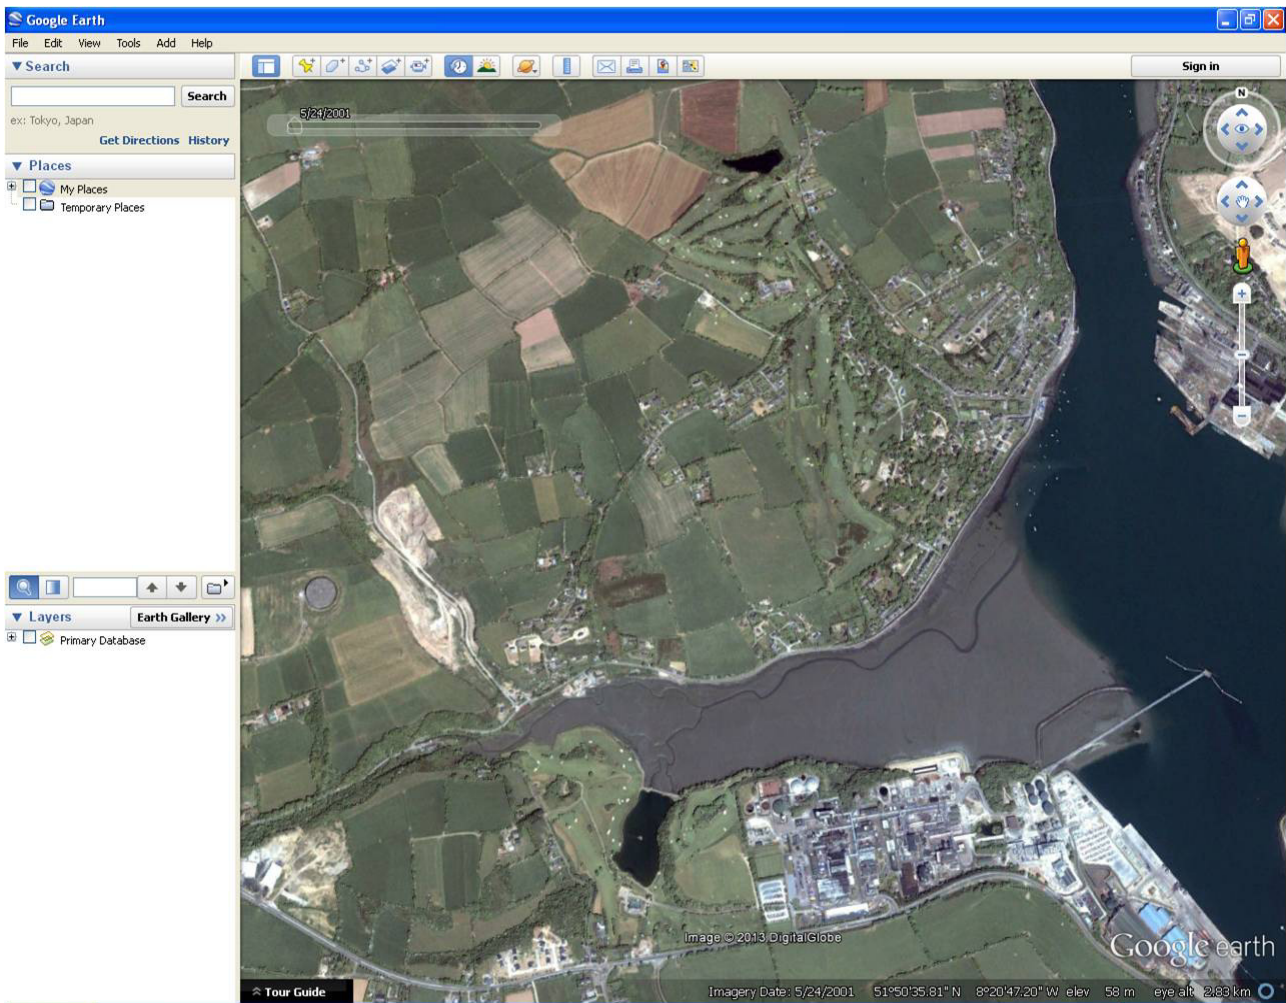 Google Earth
File Edit View Tools Add Help
Search
Search
ex: Tokyo, Japan
Get Directions History
Places
My Places
Temporary Places
Layers
Earth Gallery >>
Primary Database
Sign in
5/24/2001
N
Image © 2013 DigitalGlobe
Google earth
Tour Guide
Imagery Date: 5/24/2001 51°50'35.81" N 8°20'47.20" W elev 58 m eye alt 2.83 km